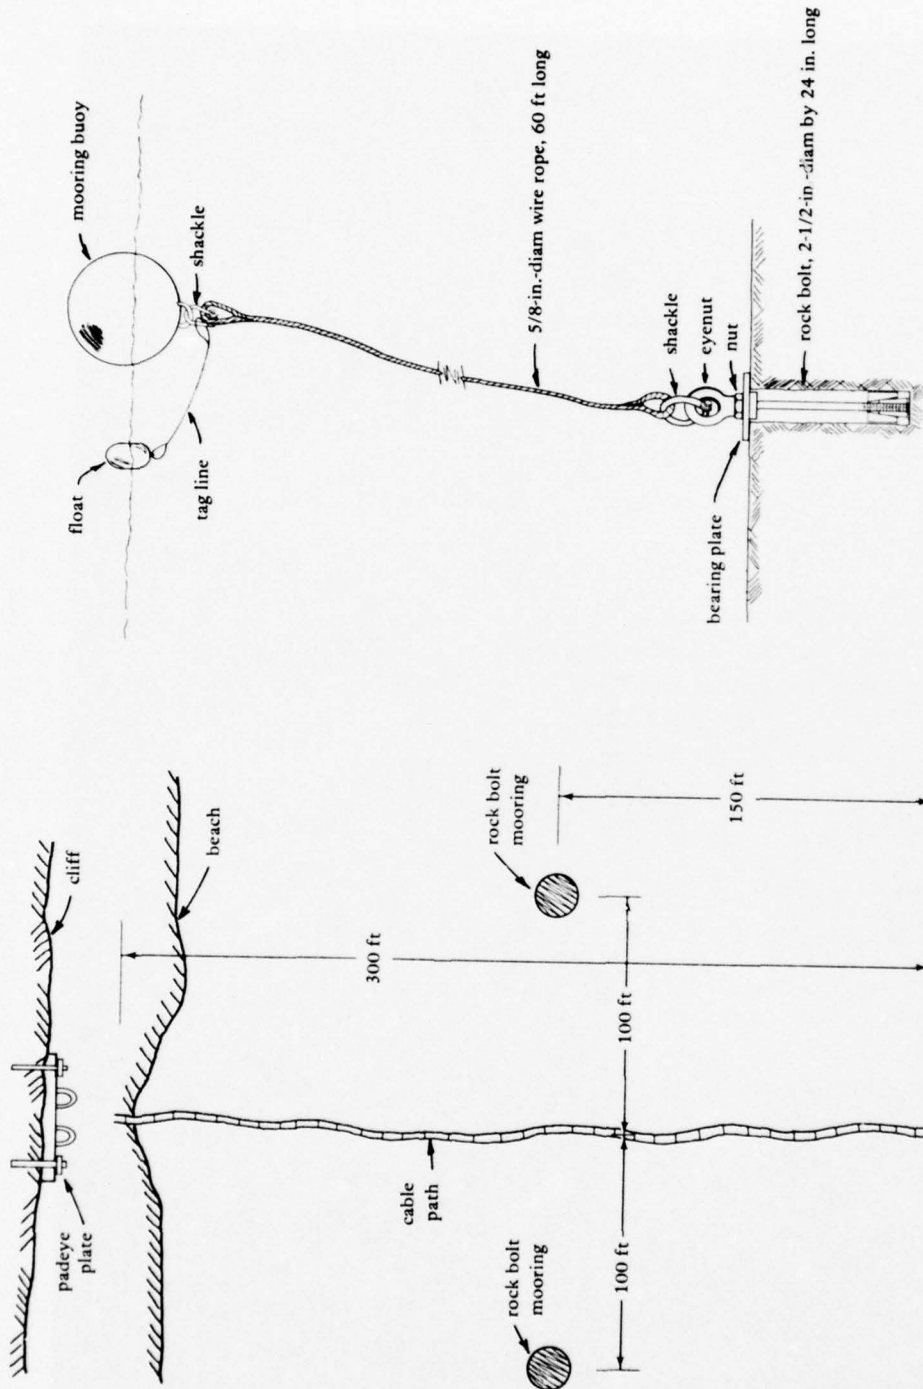 mooring buoy
shackle
float
tag line
5/8-in.-diam wire rope, 60 ft long
shackle
eyenut
nut
bearing plate
rock bolt, 2-1/2-in.-diam by 24 in. long
cliff
padeye
plate
beach
300 ft
cable
path
rock bolt
mooring
rock bolt
mooring
100 ft
100 ft
150 ft